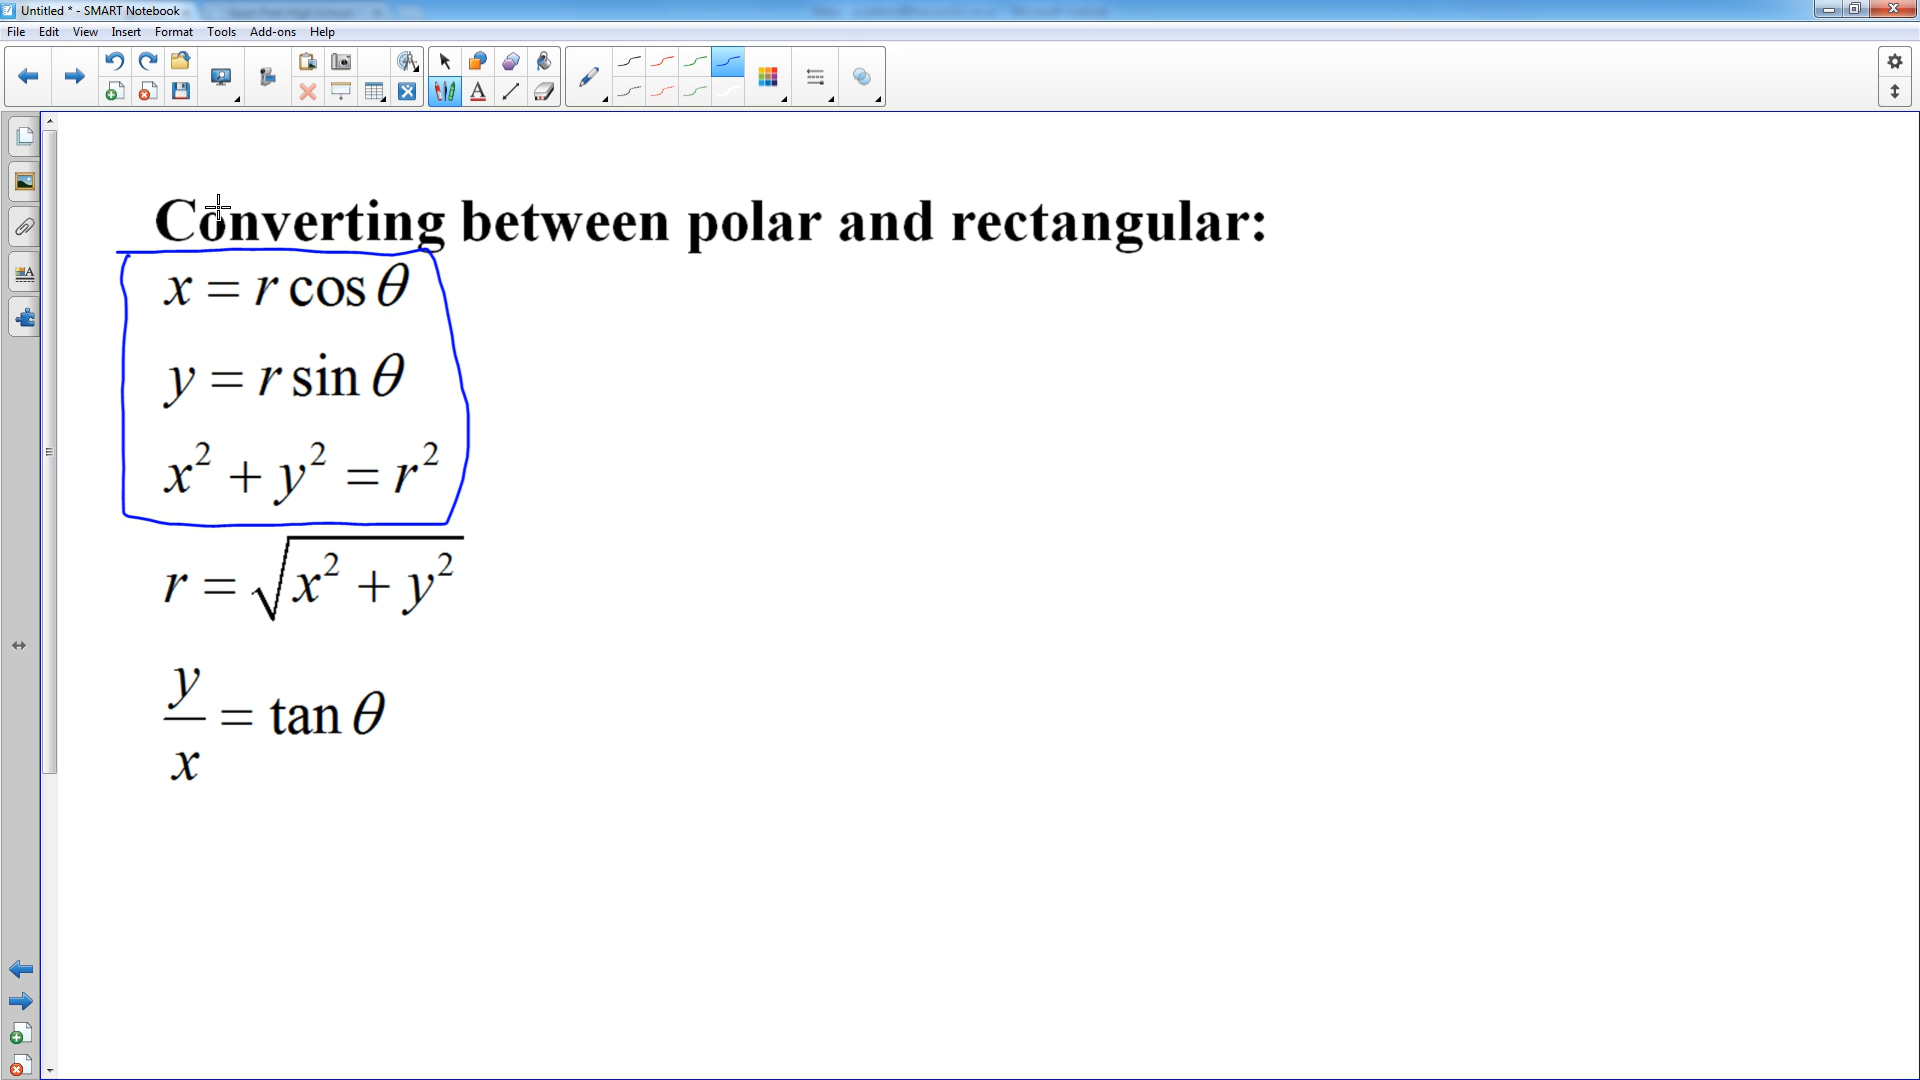 Untitled * - SMART Notebook
File Edit View Insert Format Tools Add-ons Help
Converting between polar and rectangular:
x = r cos θ
y = r sin θ
x² + y² = r²
r = √(x² + y²)
y/x = tan θ